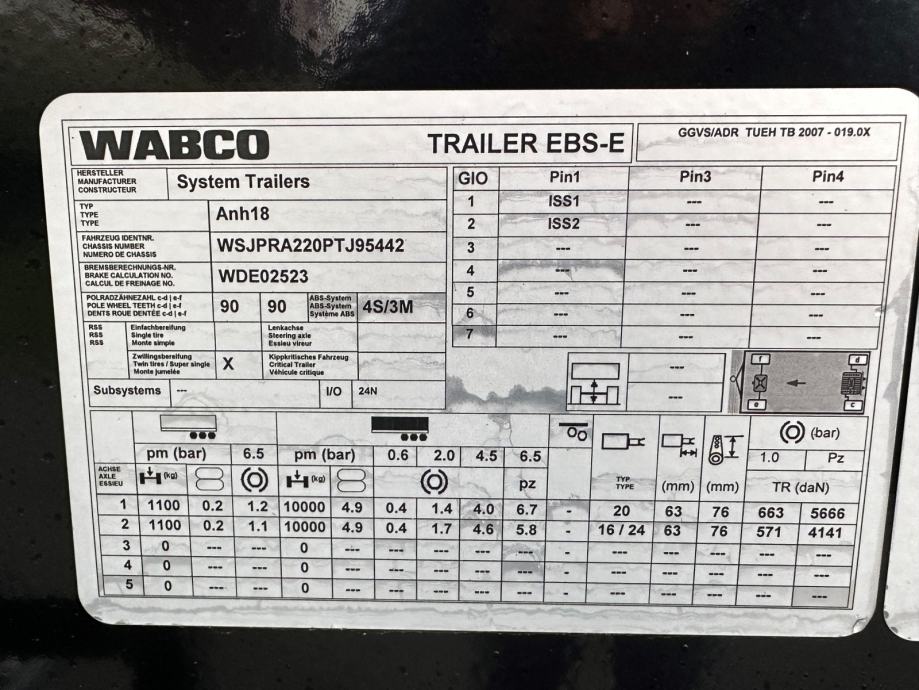 WABCO TRAILER EBS-E GGVS/ADR TUEH TB 2007 - 019.0X
HERSTELLER
MANUFACTURER
CONSTRUCTEUR
System Trailers
TYP
TYPE
TYPE
Anh18
FAHRZEUG IDENTNR.
CHASSIS NUMBER
NUMERO DE CHASSIS
WSJPRA220PTJ95442
BREMSBERECHNUNGS-NR.
BRAKE CALCULATION NO.
CALCUL DE FREINAGE NO.
WDE02523
POLRADZÄHNEZAHL c-d | e-f
POLE WHEEL TEETH c-d | e-f
DENTS ROUE DENTÉE c-d | e-f
90 90
ABS-System
ABS-System
Système ABS
4S/3M
RSS
RSS
RSS
Einfachbereifung
Single tire
Monte simple
Lenkachse
Steering axle
Essieu vireur
Zwillingsbereifung
Twin tires / Super single
Monte jumelée
X
Kippkritisches Fahrzeug
Critical Trailer
Véhicule critique
Subsystems --- I/O 24N
GIO Pin1 Pin3 Pin4
1 ISS1 --- ---
2 ISS2 --- ---
3 --- --- ---
4 --- --- ---
5 --- --- ---
6 --- --- ---
7 --- --- ---
---
---
f d
e c
pm (bar) 6.5 pm (bar) 0.6 2.0 4.5 6.5
(bar)
1.0 Pz
ACHSE
AXLE
ESSIEU
(kg) (kg) pz
TYP
TYPE
(mm) (mm) TR (daN)
1 1100 0.2 1.2 10000 4.9 0.4 1.4 4.0 6.7 - 20 63 76 663 5666
2 1100 0.2 1.1 10000 4.9 0.4 1.7 4.6 5.8 - 16 / 24 63 76 571 4141
3 0 --- --- 0 --- --- --- --- --- - --- --- --- --- ---
4 0 --- --- 0 --- --- --- --- --- - --- --- --- --- ---
5 0 --- --- 0 --- --- --- --- --- - --- --- --- --- ---